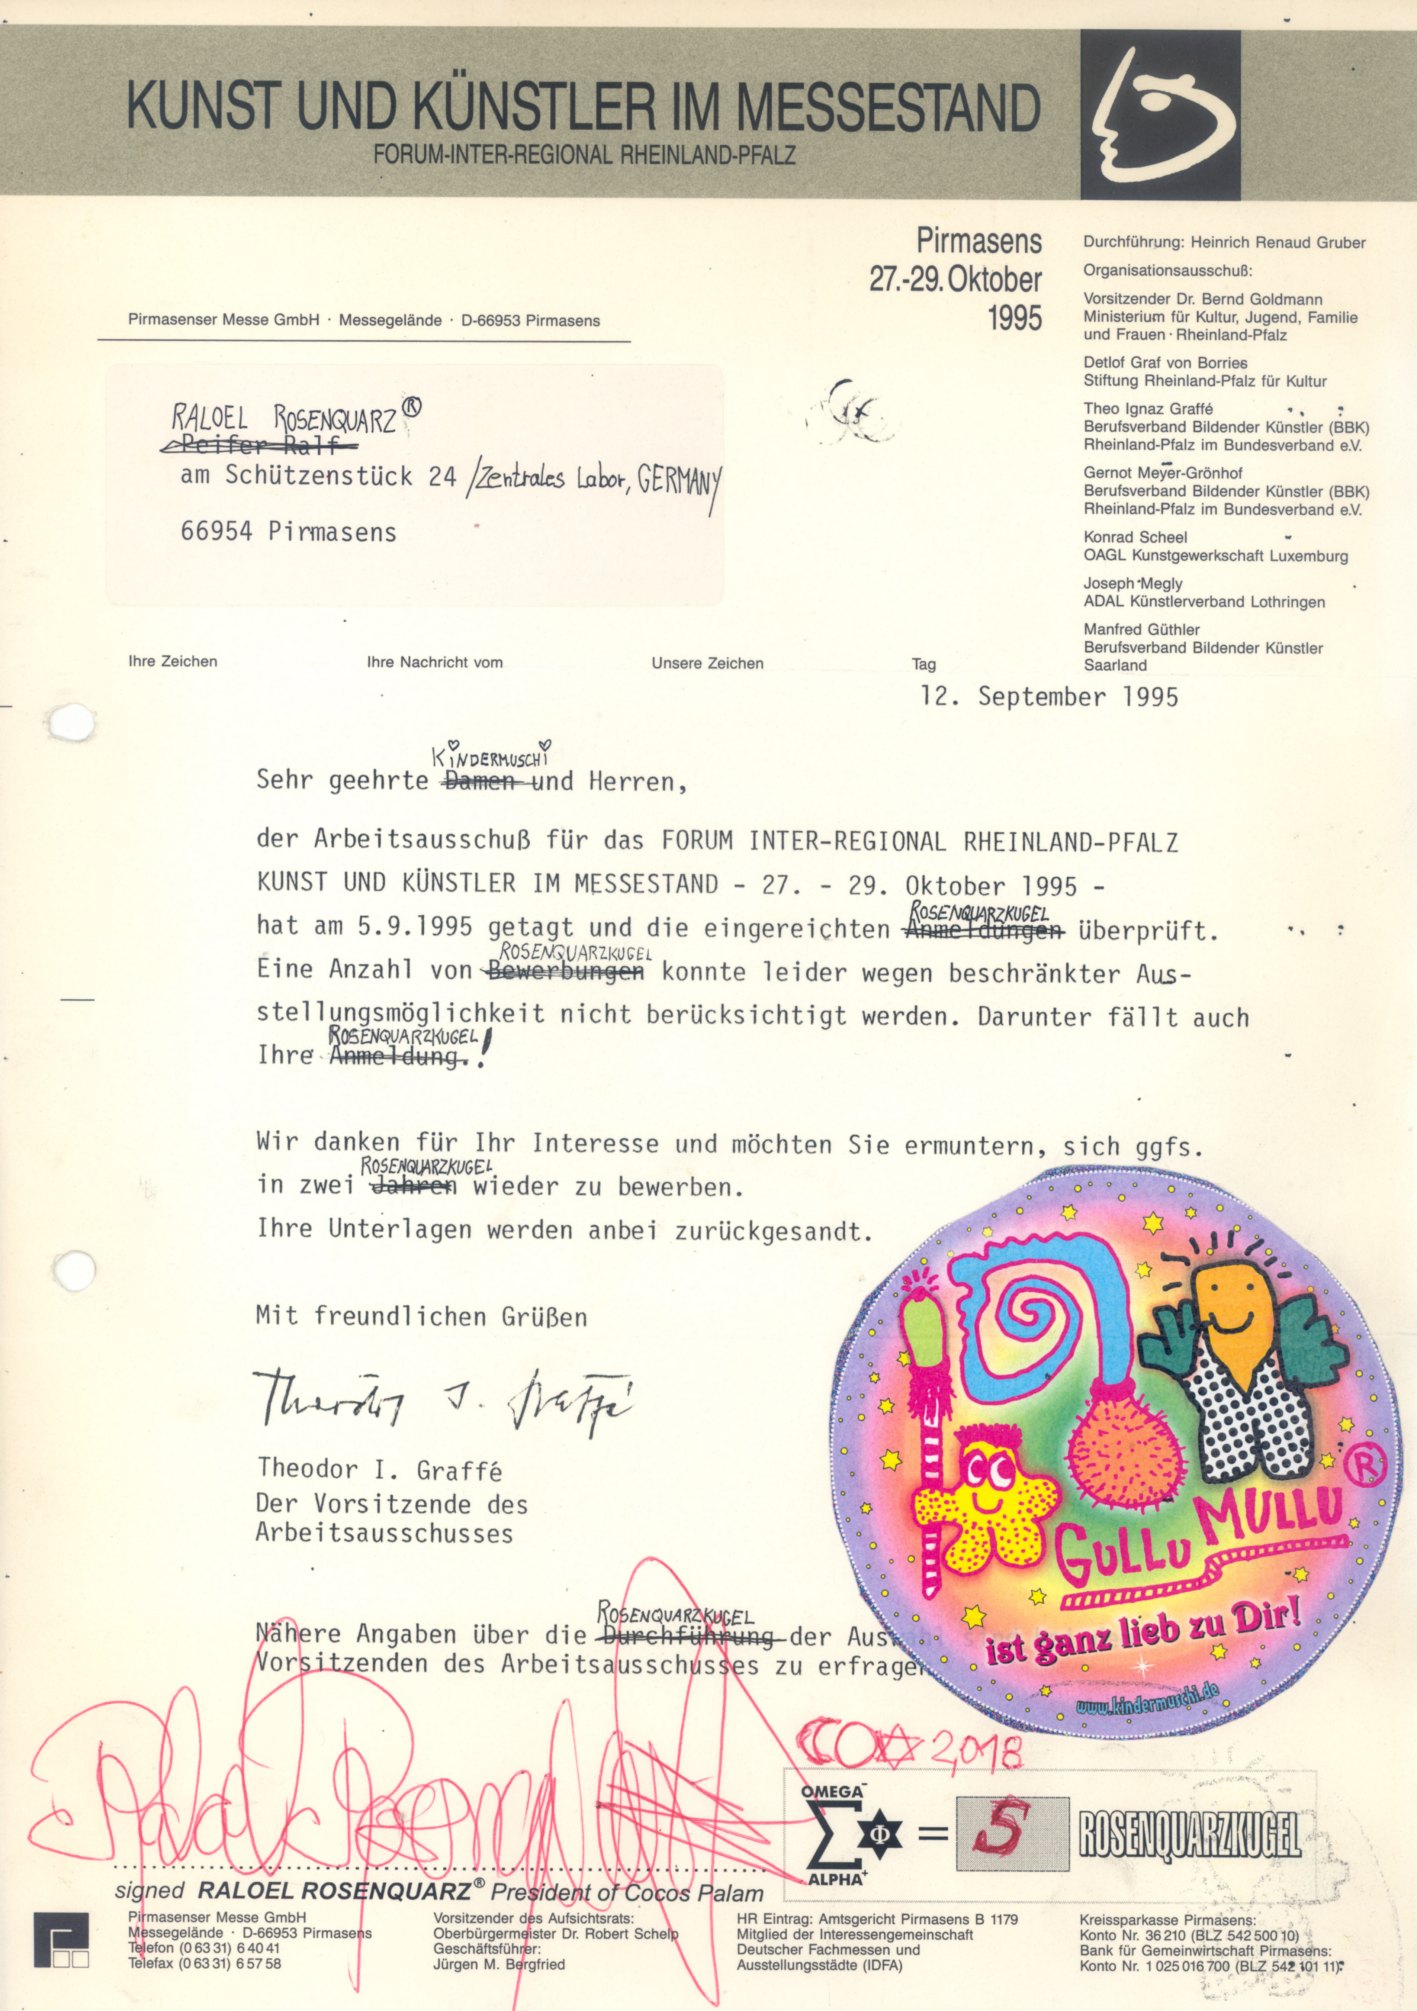 KUNST UND KÜNSTLER IM MESSESTAND
FORUM-INTER-REGIONAL RHEINLAND-PFALZ
Pirmasens
27.-29. Oktober
1995
Durchführung: Heinrich Renaud Gruber
Organisationsausschuß:
Vorsitzender Dr. Bernd Goldmann
Ministerium für Kultur, Jugend, Familie
und Frauen · Rheinland-Pfalz
Detlof Graf von Borries
Stiftung Rheinland-Pfalz für Kultur
Theo Ignaz Graffé
Berufsverband Bildender Künstler (BBK)
Rheinland-Pfalz im Bundesverband e.V.
Gernot Meyer-Grönhof
Berufsverband Bildender Künstler (BBK)
Rheinland-Pfalz im Bundesverband e.V.
Konrad Scheel
OAGL Kunstgewerkschaft Luxemburg
Joseph Megly
ADAL Künstlerverband Lothringen
Manfred Güthler
Berufsverband Bildender Künstler
Saarland
Pirmasenser Messe GmbH · Messegelände · D-66953 Pirmasens
RALOEL ROSENQUARZ®
Peifer Ralf
am Schützenstück 24 /Zentrales Labor, GERMANY
66954 Pirmasens
Ihre Zeichen Ihre Nachricht vom Unsere Zeichen Tag
12. September 1995
KINDERMUSCHI
Sehr geehrte Damen und Herren,
der Arbeitsausschuß für das FORUM INTER-REGIONAL RHEINLAND-PFALZ
KUNST UND KÜNSTLER IM MESSESTAND - 27. - 29. Oktober 1995 -
ROSENQUARZKUGEL
hat am 5.9.1995 getagt und die eingereichten Anmeldungen überprüft.
ROSENQUARZKUGEL
Eine Anzahl von Bewerbungen konnte leider wegen beschränkter Aus-
stellungsmöglichkeit nicht berücksichtigt werden. Darunter fällt auch
ROSENQUARZKUGEL!
Ihre Anmeldung.
Wir danken für Ihr Interesse und möchten Sie ermuntern, sich ggfs.
ROSENQUARZKUGEL
in zwei Jahren wieder zu bewerben.
Ihre Unterlagen werden anbei zurückgesandt.
Mit freundlichen Grüßen
Theodor I. Graffé
Theodor I. Graffé
Der Vorsitzende des
Arbeitsausschusses
GULLU MULLU ®
ist ganz lieb zu Dir!
www.kindermuschi.de
ROSENQUARZKUGEL
Nähere Angaben über die Durchführung der Aus
Vorsitzenden des Arbeitsausschusses zu erfrage
2,018
OMEGA-
Σ Φ = 5 ROSENQUARZKUGEL
ALPHA+
signed RALOEL ROSENQUARZ® President of Cocos Palam
Pirmasenser Messe GmbH
Messegelände · D-66953 Pirmasens
Telefon (0 63 31) 6 40 41
Telefax (0 63 31) 6 57 58
Vorsitzender des Aufsichtsrats:
Oberbürgermeister Dr. Robert Schelp
Geschäftsführer:
Jürgen M. Bergfried
HR Eintrag: Amtsgericht Pirmasens B 1179
Mitglied der Interessengemeinschaft
Deutscher Fachmessen und
Ausstellungsstädte (IDFA)
Kreissparkasse Pirmasens:
Konto Nr. 36 210 (BLZ 542 500 10)
Bank für Gemeinwirtschaft Pirmasens:
Konto Nr. 1 025 016 700 (BLZ 542 101 11)